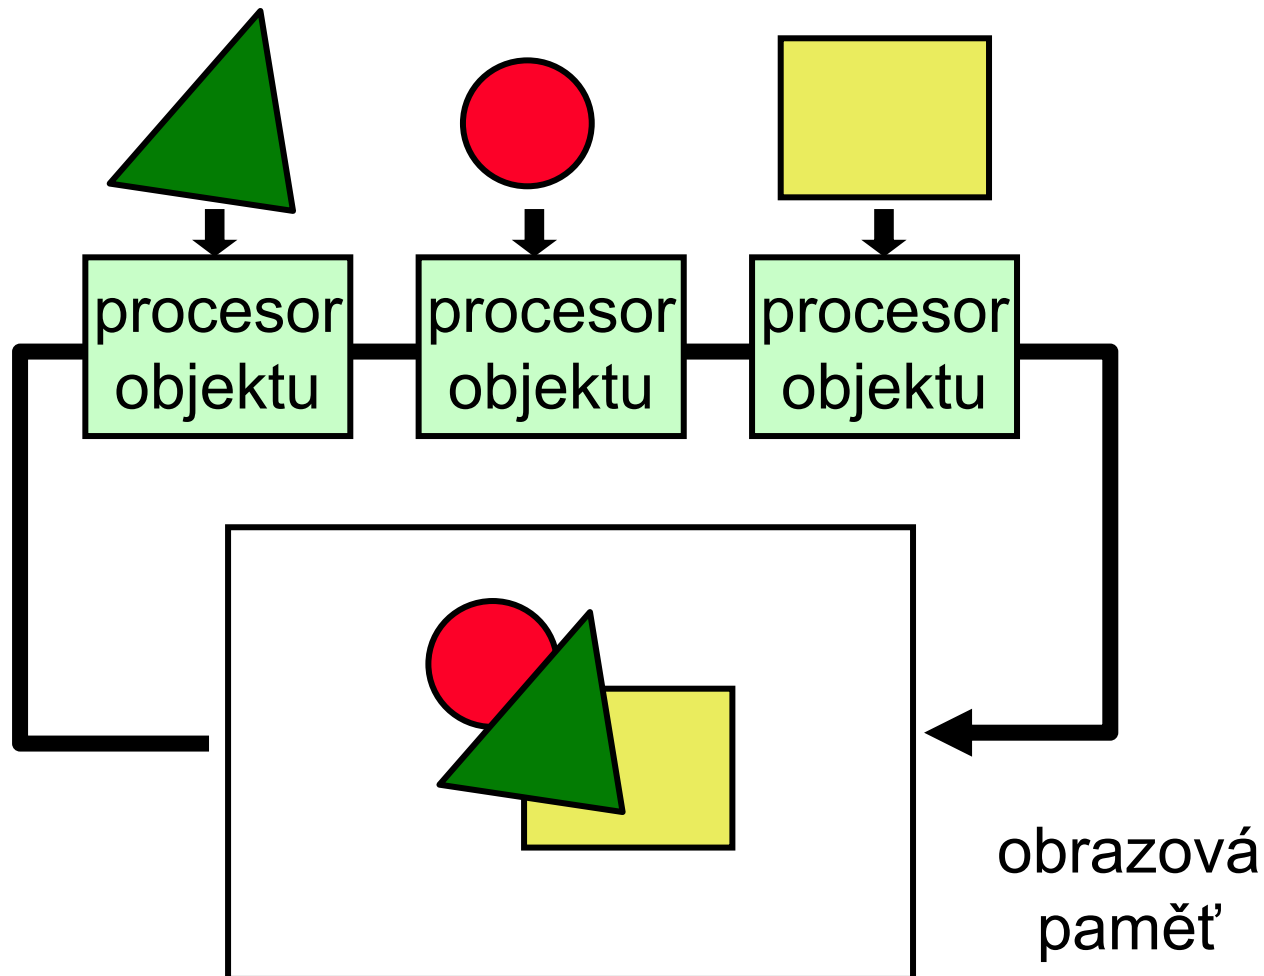 procesor
objektu
procesor
objektu
procesor
objektu
obrazová
paměť